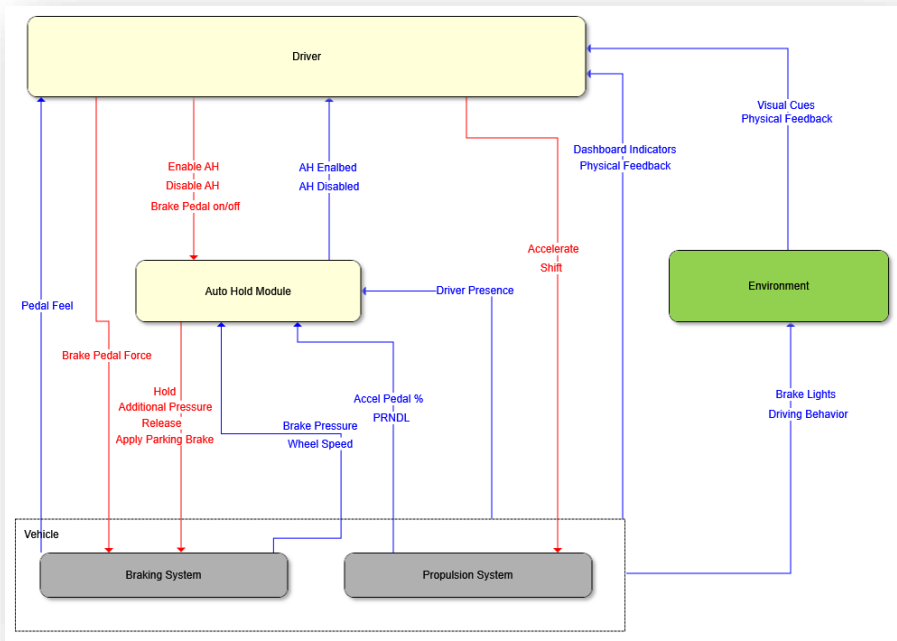 Driver
Visual Cues
Physical Feedback
Dashboard Indicators
Physical Feedback
Enable AH
Disable AH
Brake Pedal on/off
AH Enalbed
AH Disabled
Accelerate
Shift
Auto Hold Module
Driver Presence
Environment
Pedal Feel
Brake Pedal Force
Hold
Additional Pressure
Release
Apply Parking Brake
Brake Pressure
Wheel Speed
Accel Pedal %
PRNDL
Brake Lights
Driving Behavior
Vehicle
Braking System
Propulsion System